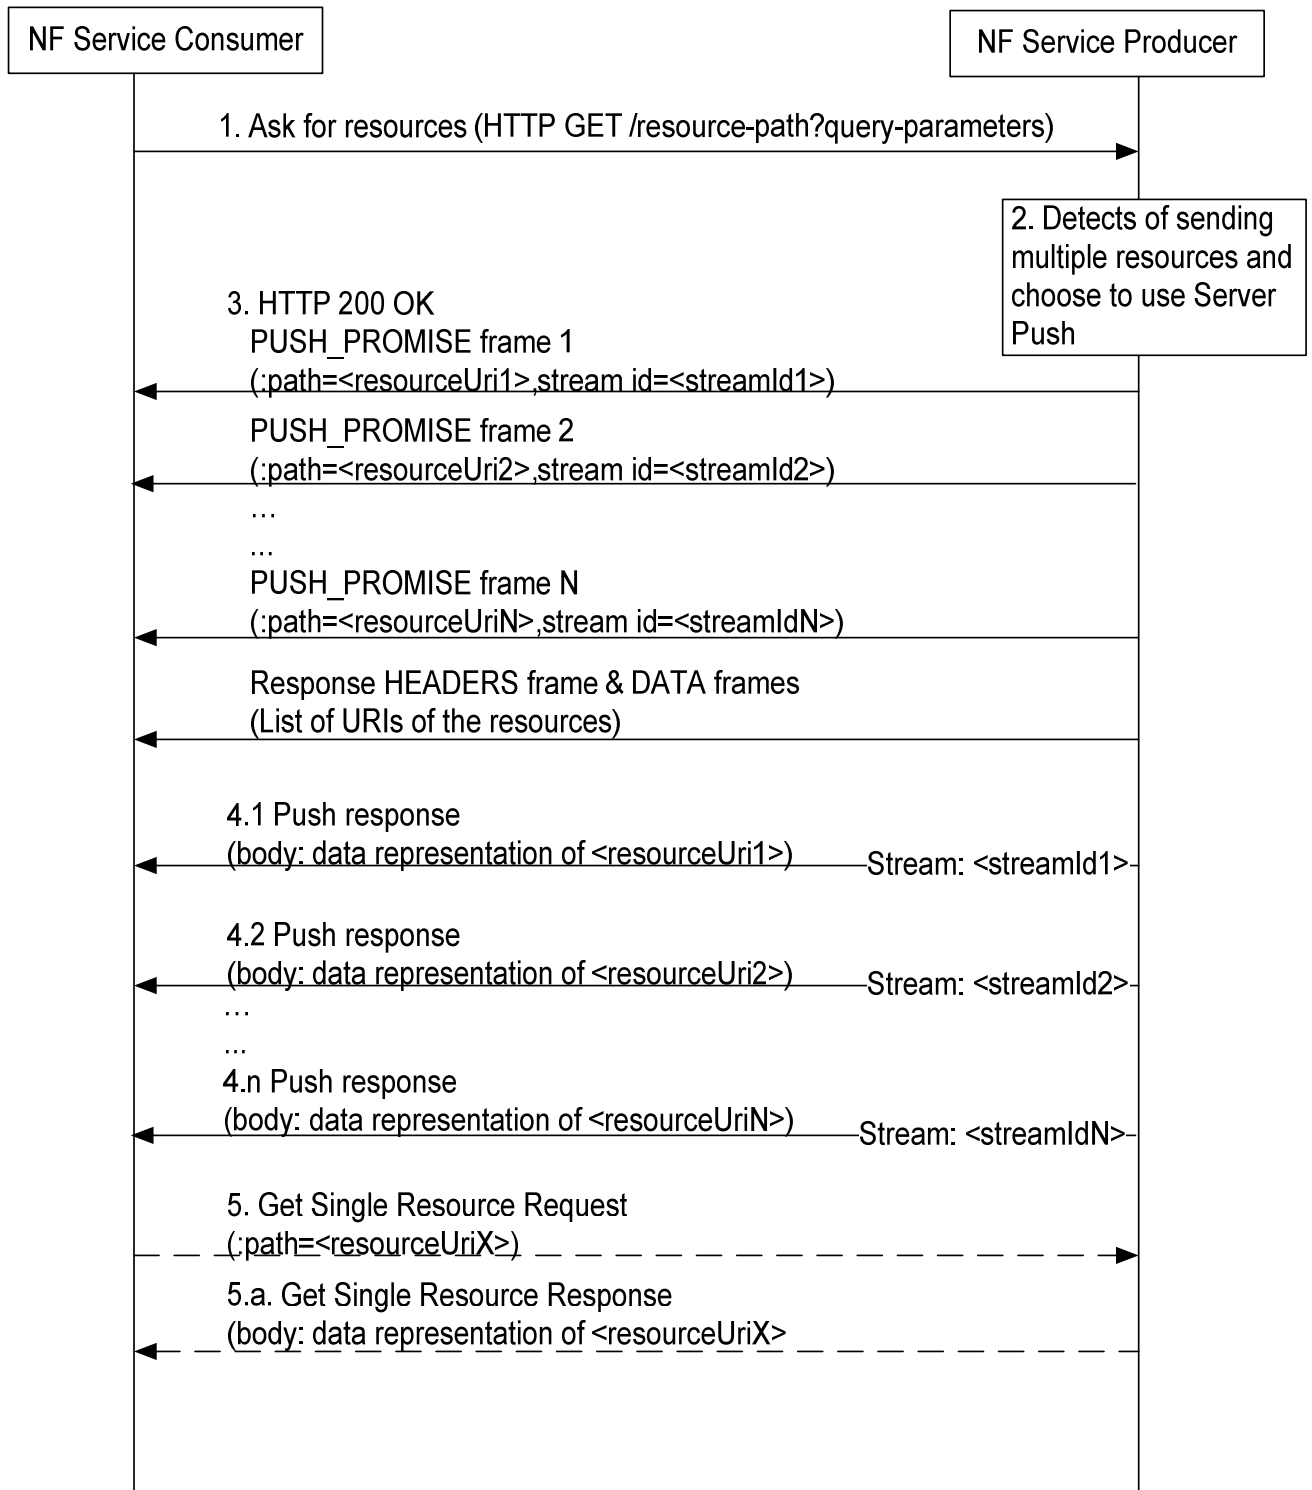 NF Service Consumer
NF Service Producer
1. Ask for resources (HTTP GET /resource-path?query-parameters)
2. Detects of sending
multiple resources and
choose to use Server
Push
3. HTTP 200 OK
PUSH_PROMISE frame 1
(:path=<resourceUri1>,stream id=<streamId1>)
PUSH_PROMISE frame 2
(:path=<resourceUri2>,stream id=<streamId2>)
…
...
PUSH_PROMISE frame N
(:path=<resourceUriN>,stream id=<streamIdN>)
Response HEADERS frame & DATA frames
(List of URIs of the resources)
4.1 Push response
(body: data representation of <resourceUri1>)
Stream: <streamId1>
4.2 Push response
(body: data representation of <resourceUri2>)
Stream: <streamId2>
…
...
4.n Push response
(body: data representation of <resourceUriN>)
Stream: <streamIdN>
5. Get Single Resource Request
(:path=<resourceUriX>)
5.a. Get Single Resource Response
(body: data representation of <resourceUriX>